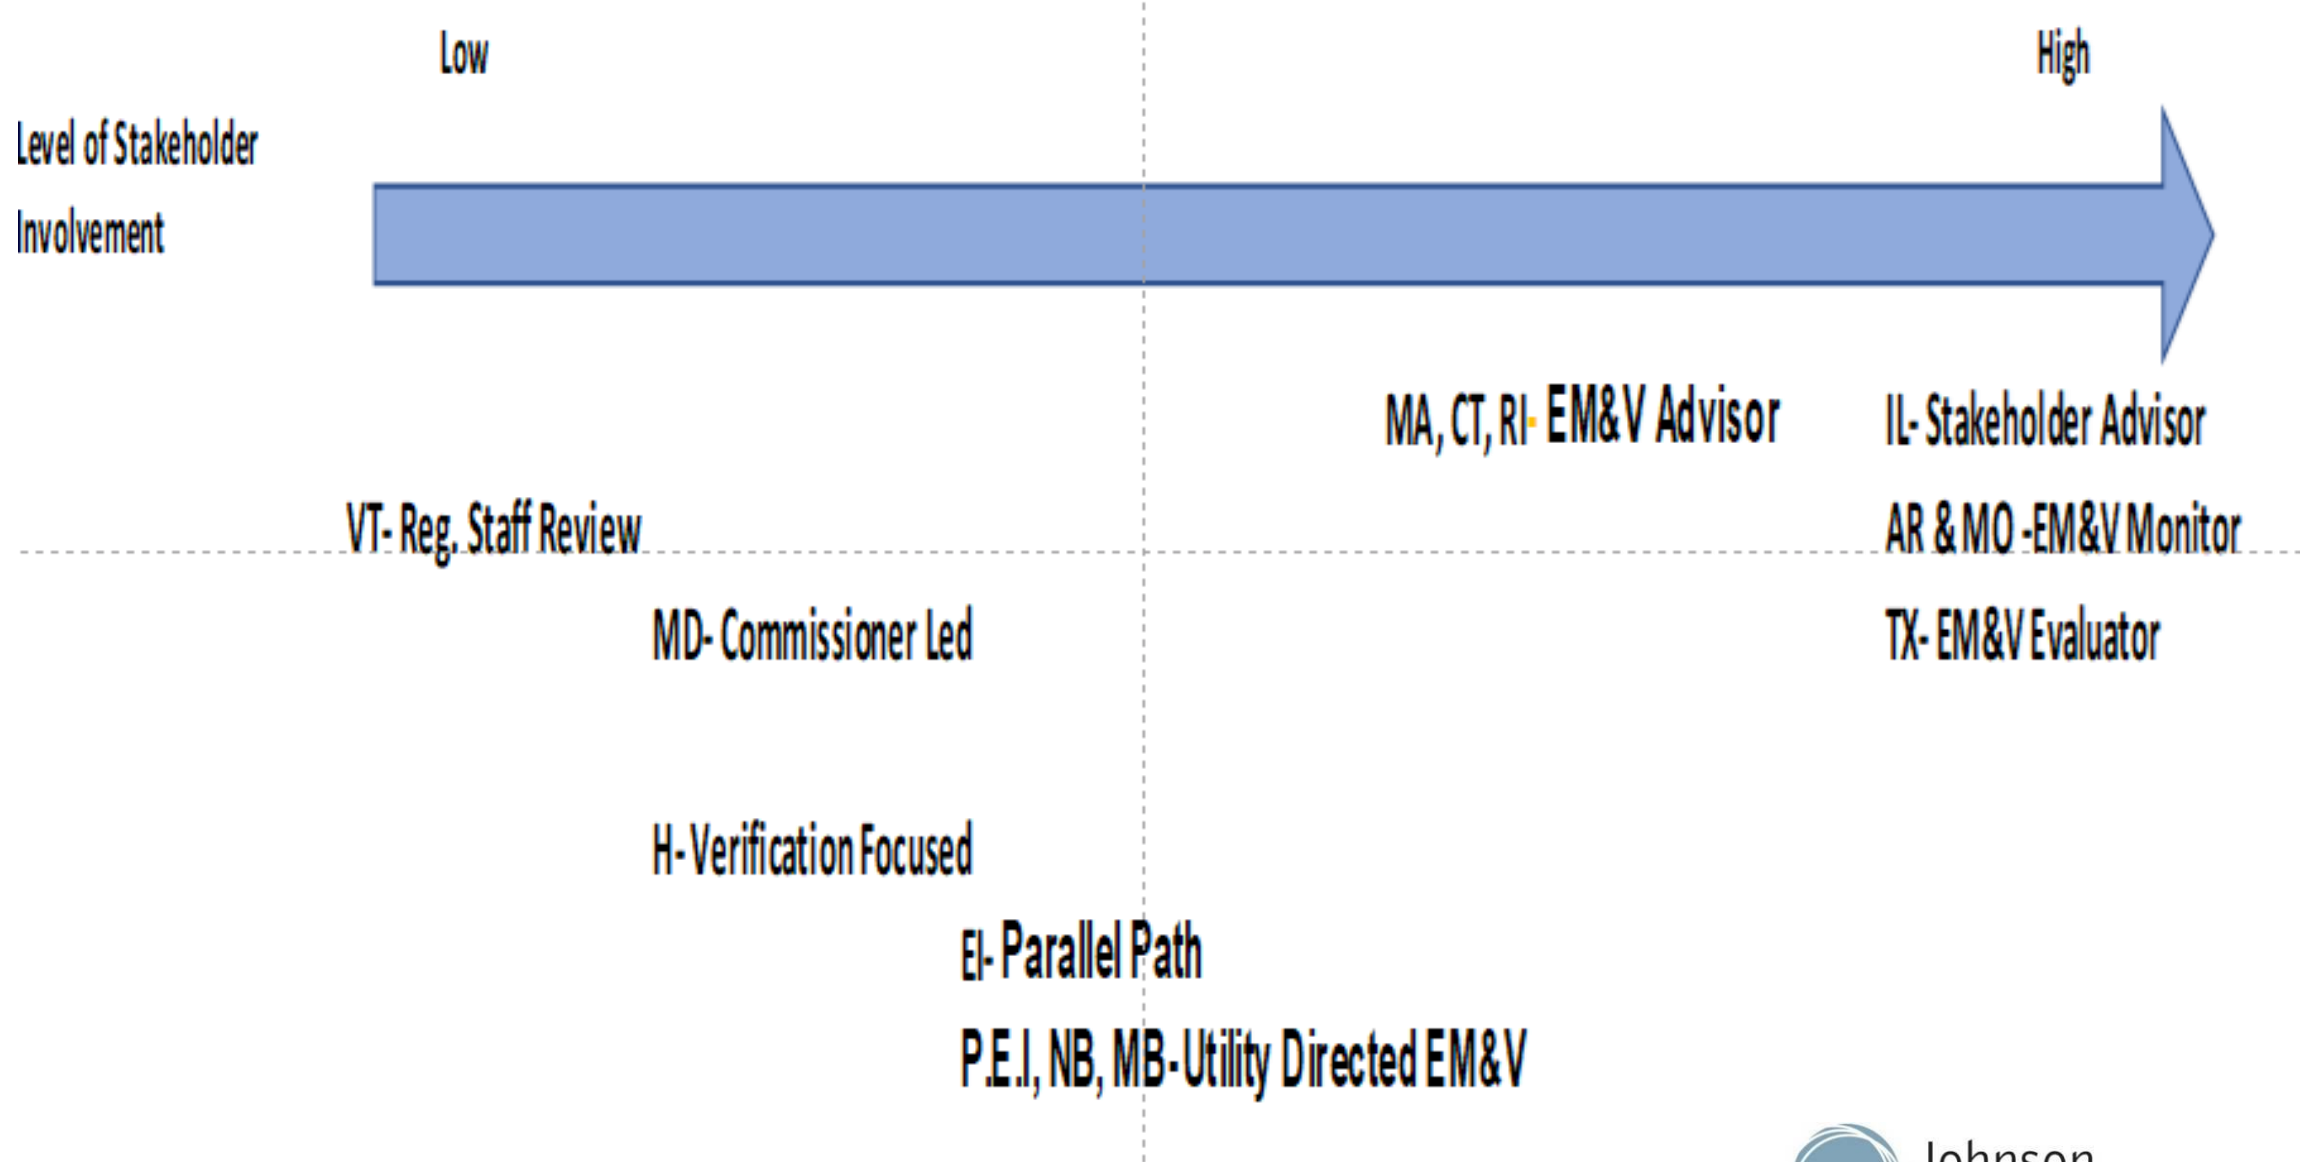 Low High
Level of Stakeholder
Involvement
MA, CT, RI- EM&V Advisor IL- Stakeholder Advisor
VT- Reg. Staff Review AR & MO -EM&V Monitor
MD- Commissioner Led TX- EM&V Evaluator
H- Verification Focused
EI- Parallel Path
P.E.I, NB, MB- Utility Directed EM&V
Johnson